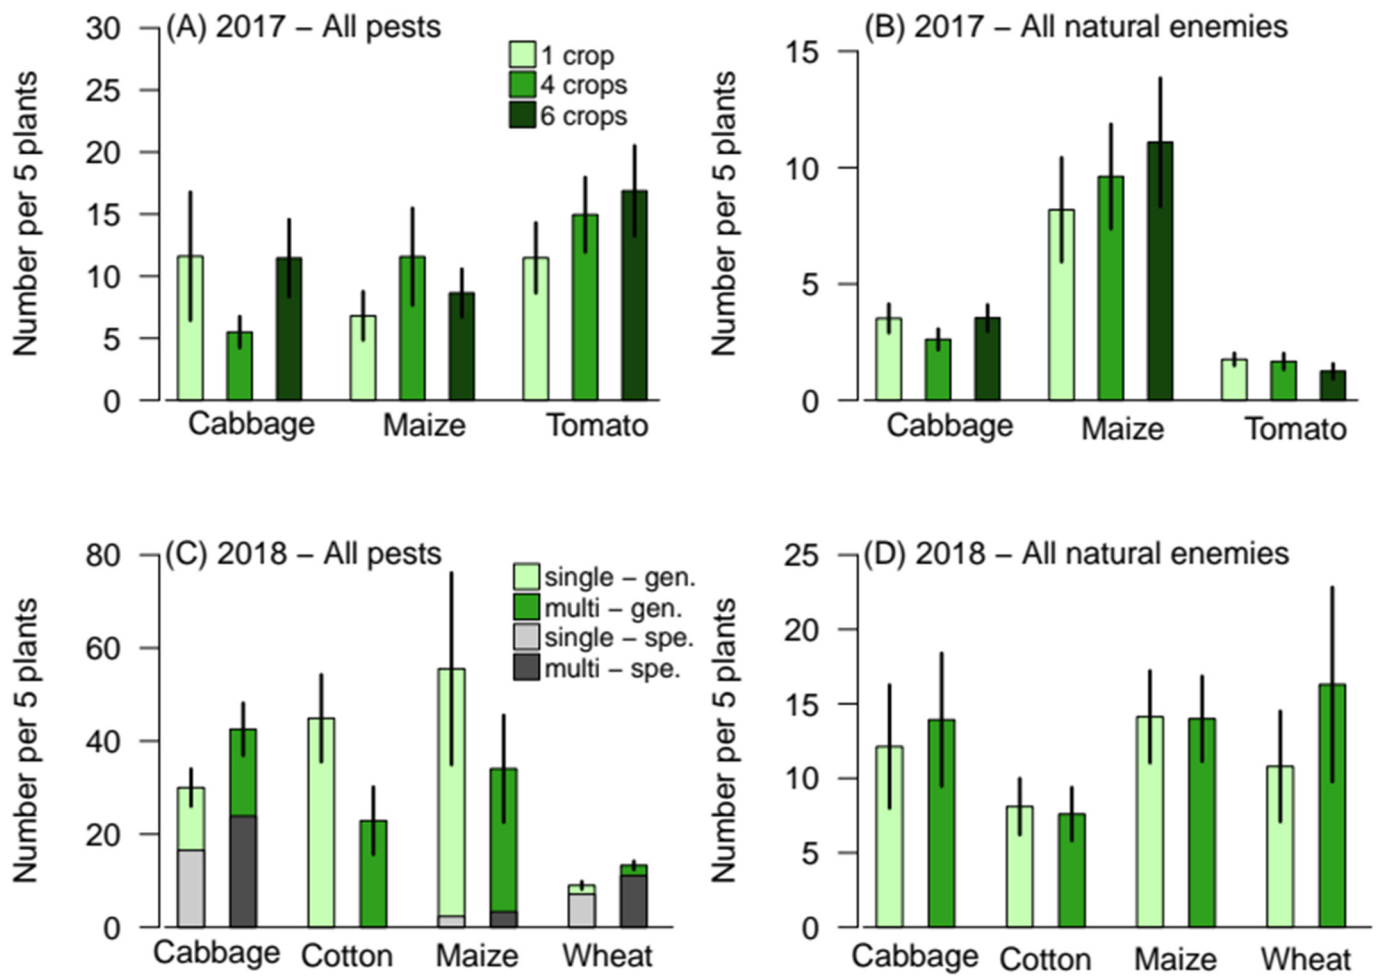 (A) 2017 – All pests
Number per 5 plants
30
25
20
15
10
5
0
1 crop
4 crops
6 crops
Cabbage Maize Tomato
(B) 2017 – All natural enemies
Number per 5 plants
15
10
5
0
Cabbage Maize Tomato
(C) 2018 – All pests
Number per 5 plants
80
60
40
20
0
single – gen.
multi – gen.
single – spe.
multi – spe.
Cabbage Cotton Maize Wheat
(D) 2018 – All natural enemies
Number per 5 plants
25
20
15
10
5
0
Cabbage Cotton Maize Wheat